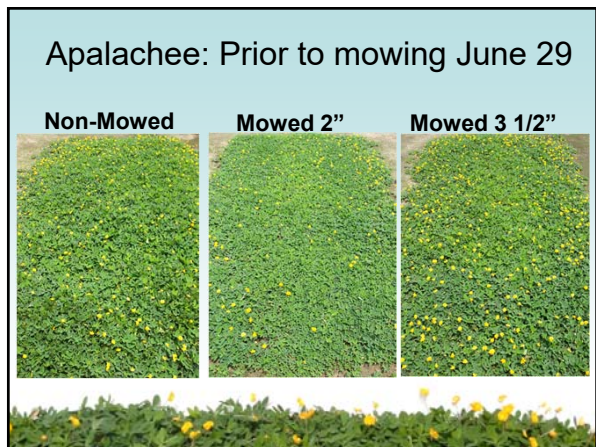 Apalachee: Prior to mowing June 29
Non-Mowed
Mowed 2”
Mowed 3 1/2”